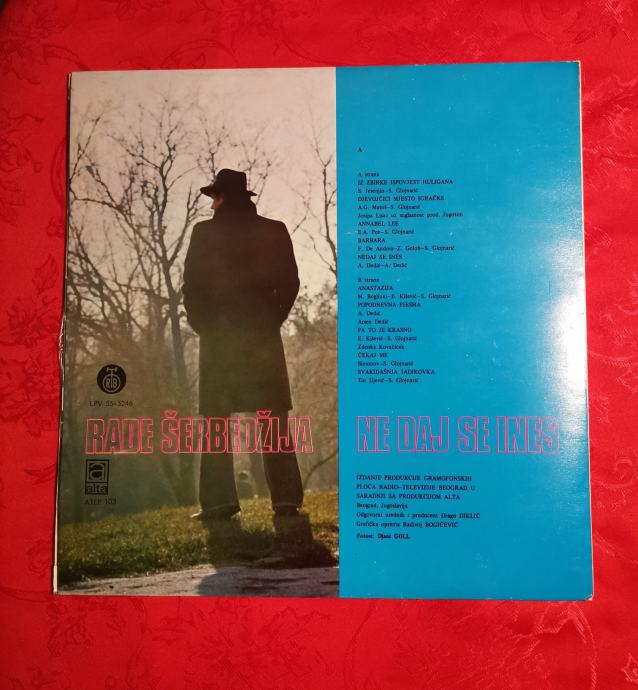 A
A strana
IZ ZBIRKE ISPOVJEST HULIGANA
S. Jesenjin–S. Glojnarić
DJEVOJČICI MJESTO IGRAČKE
A.G. Matoš–S. Glojnarić
Josipa Lisac uz suglasnost prod. Jugoton
ANNABEL LEE
E.A. Poe–S. Glojnarić
BARBARA
F. De Andrea–Z. Golob–S. Glojnarić
NEDAJ SE INES
A. Dedić–A. Dedić
B strana
ANASTAZIJA
M. Bogliuni–E. Kišević–S. Glojnarić
POPODNEVNA PJESMA
A. Dedić
Arsen Dedić
PA TO JE KRASNO
E. Kišević–S. Glojnarić
Zdenka Kovačiček
ČEKAJ ME
Simonov–S. Glojnarić
SVAKIDAŠNJA JADIKOVKA
Tin Ujević–S. Glojnarić
RTB
LPV 55-5246
RADE ŠERBEDŽIJA
NE DAJ SE INES
a
alta
ATLP 103
IZDANJE PRODUKCIJE GRAMOFONSKIH
PLOČA RADIO–TELEVIZIJE BEOGRAD U
SARADNJI SA PRODUKCIJOM ALTA
Beograd, Jugoslavija
Odgovorni urednik i producent Drago DIKLIĆ
Grafička oprema Radivoj BOGIČEVIĆ
Fotosi: Djani GOLL